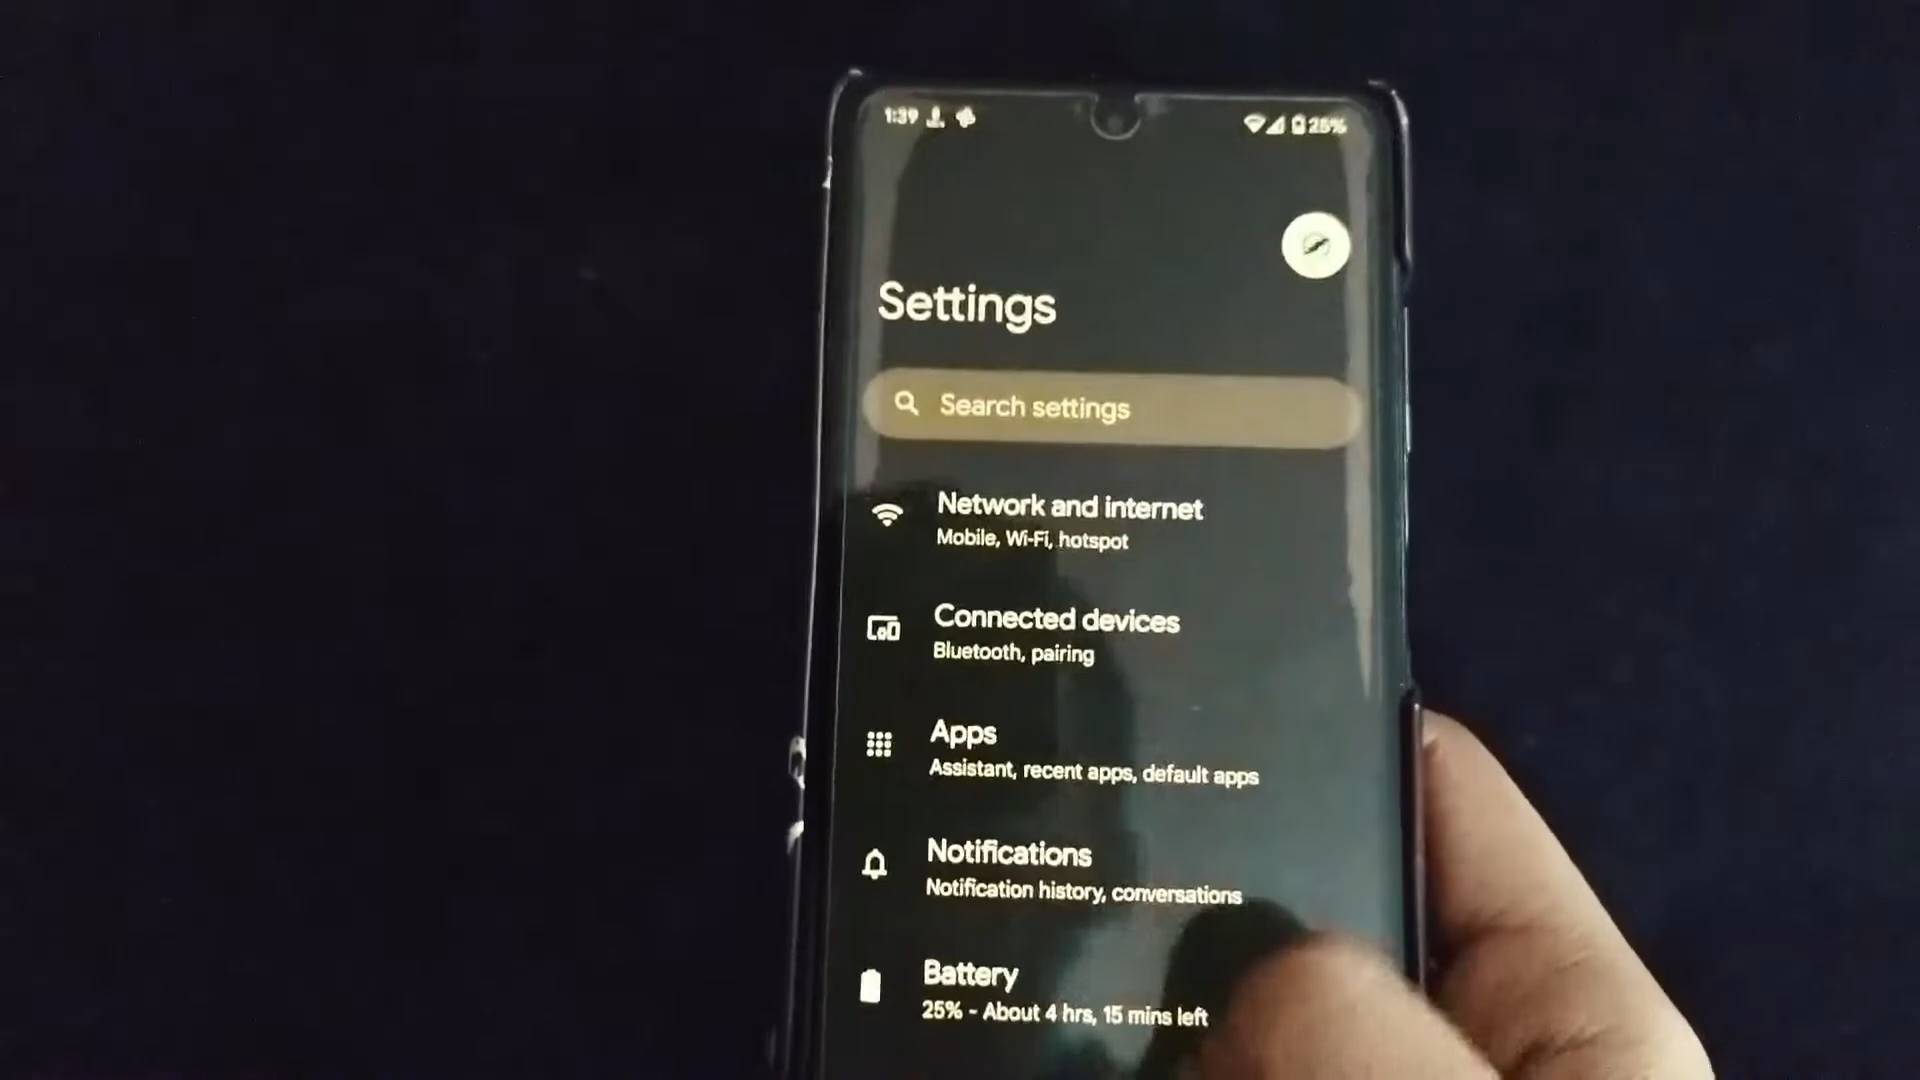 1:39
25%
Settings
Search settings
Network and internet
Mobile, Wi-Fi, hotspot
Connected devices
Bluetooth, pairing
Apps
Assistant, recent apps, default apps
Notifications
Notification history, conversations
Battery
25% - About 4 hrs, 15 mins left